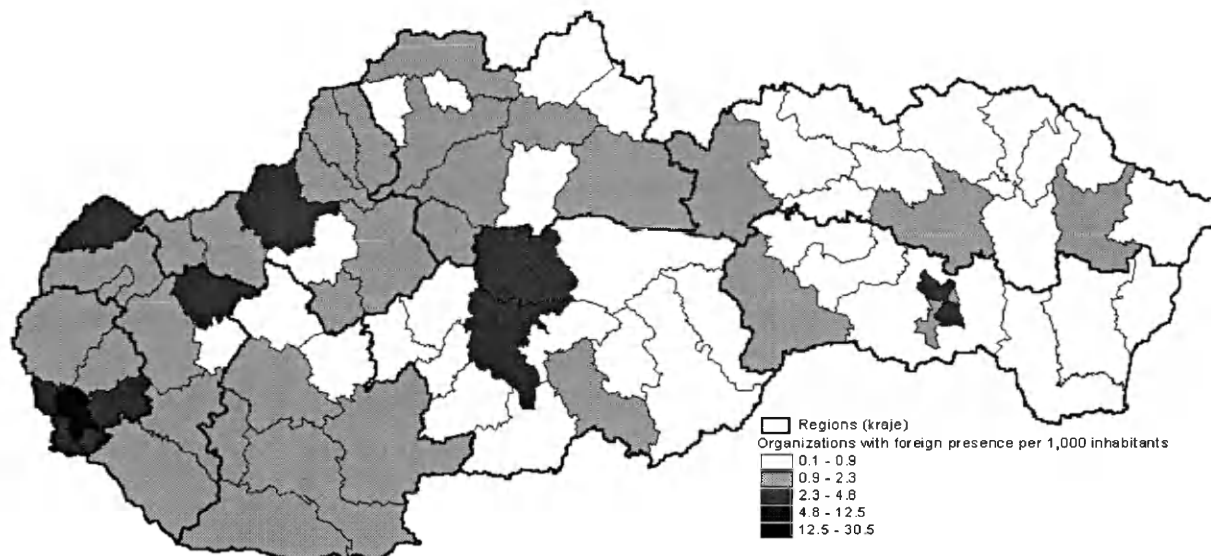 Regions (kraje)
Organizations with foreign presence per 1,000 inhabitants
0.1 - 0.9
0.9 - 2.3
2.3 - 4.8
4.8 - 12.5
12.5 - 30.5